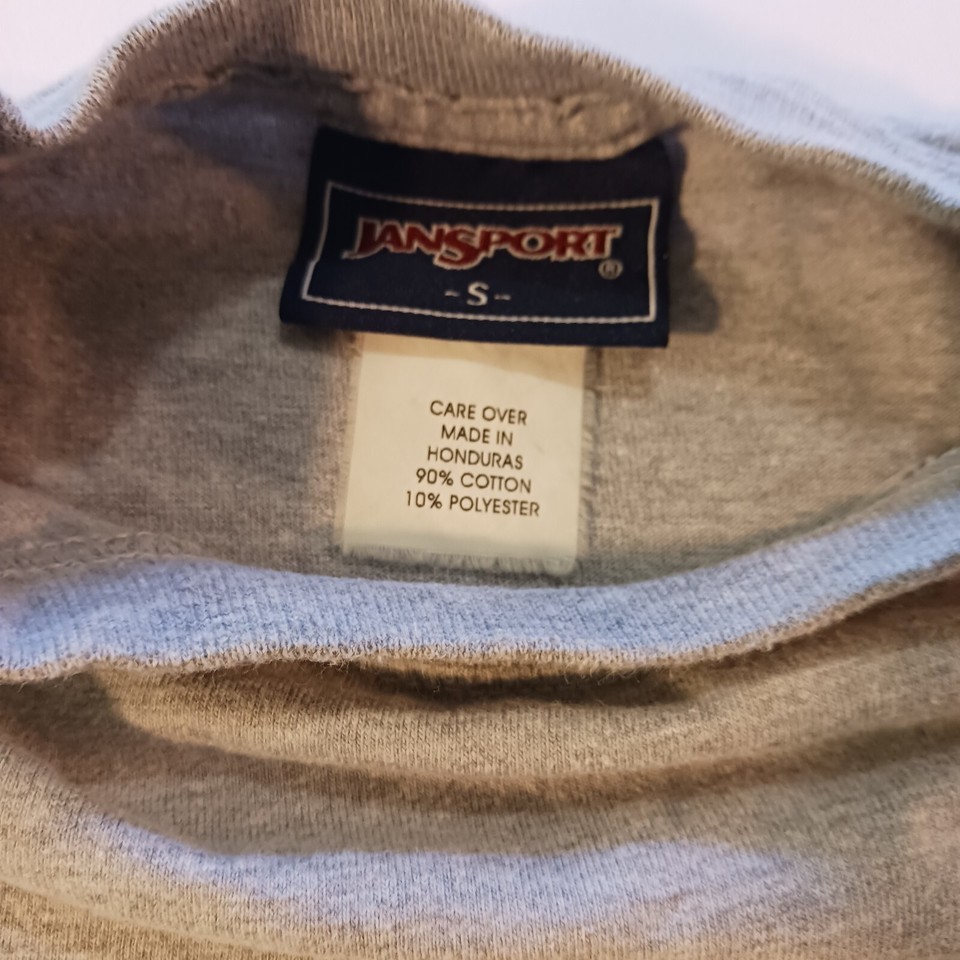 JANSPORT®
-S-
CARE OVER
MADE IN
HONDURAS
90% COTTON
10% POLYESTER